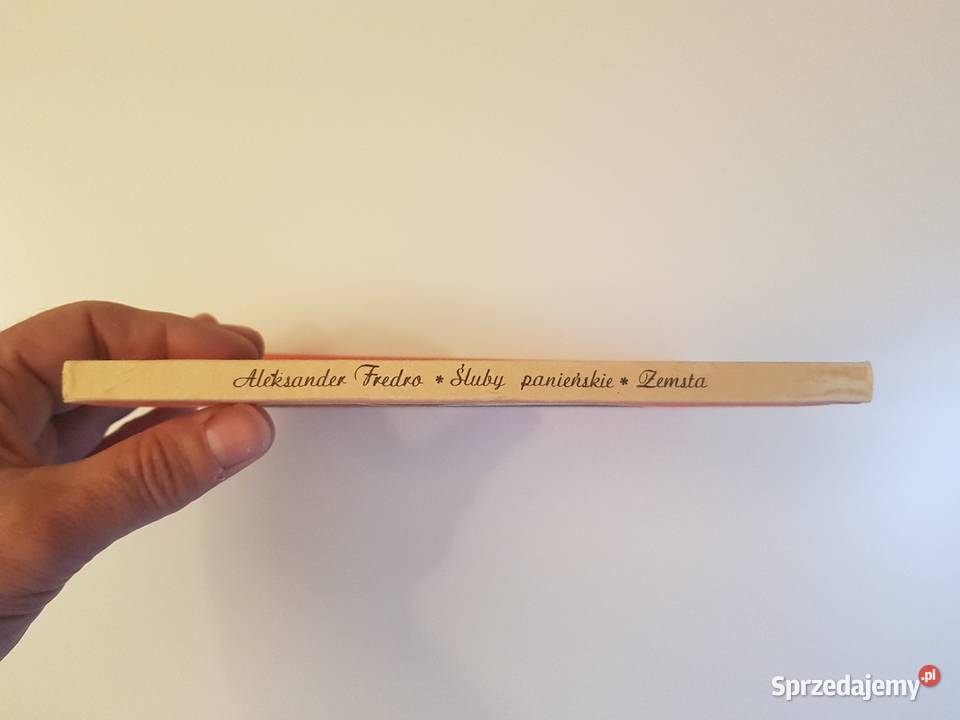 Aleksander Fredro * Śluby panieńskie * Zemsta
Sprzedajemy.pl